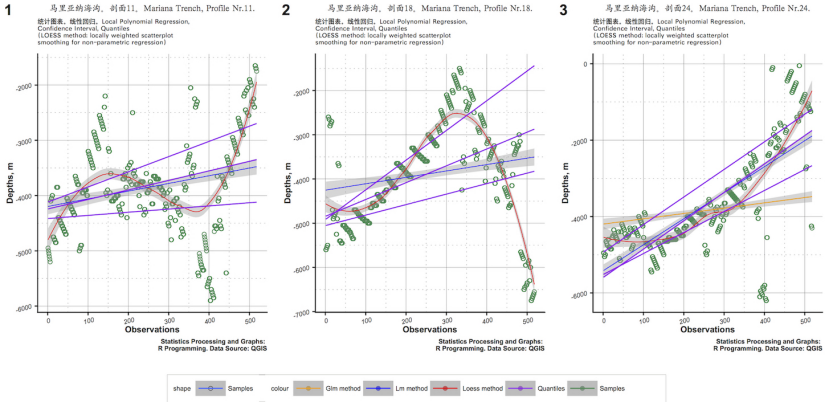 1
马里亚纳海沟，剖面11，Mariana Trench, Profile Nr.11.
统计图表，线性回归，Local Polynomial Regression,
Confidence Interval, Quantiles
(LOESS method: locally weighted scatterplot
smoothing for non-parametric regression)
Depths, m
-2000
-3000
-4000
-5000
-6000
0
100
200
300
400
500
Observations
Statistics Processing and Graphs:
R Programming. Data Source: QGIS
2
马里亚纳海沟，剖面18，Mariana Trench, Profile Nr.18.
统计图表，线性回归，Local Polynomial Regression,
Confidence Interval, Quantiles
(LOESS method: locally weighted scatterplot
smoothing for non-parametric regression)
Depths, m
-2000
-3000
-4000
-5000
-6000
-7000
0
100
200
300
400
500
Observations
Statistics Processing and Graphs:
R Programming. Data Source: QGIS
3
马里亚纳海沟，剖面24，Mariana Trench, Profile Nr.24.
统计图表，线性回归，Local Polynomial Regression,
Confidence Interval, Quantiles
(LOESS method: locally weighted scatterplot
smoothing for non-parametric regression)
Depths, m
0
-2000
-4000
-6000
0
100
200
300
400
500
Observations
Statistics Processing and Graphs:
R Programming. Data Source: QGIS
shape Samples colour Glm method Lm method Loess method Quantiles Samples